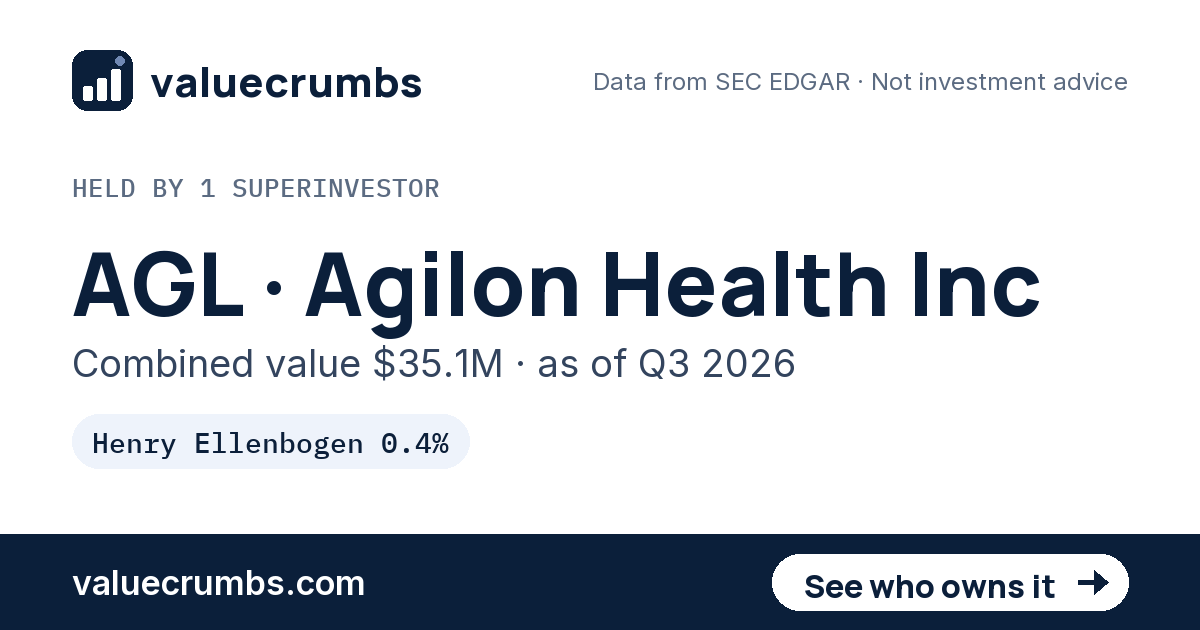 valuecrumbs
Data from SEC EDGAR · Not investment advice
HELD BY 1 SUPERINVESTOR
AGL · Agilon Health Inc
Combined value $35.1M · as of Q3 2026
Henry Ellenbogen 0.4%
valuecrumbs.com
See who owns it →